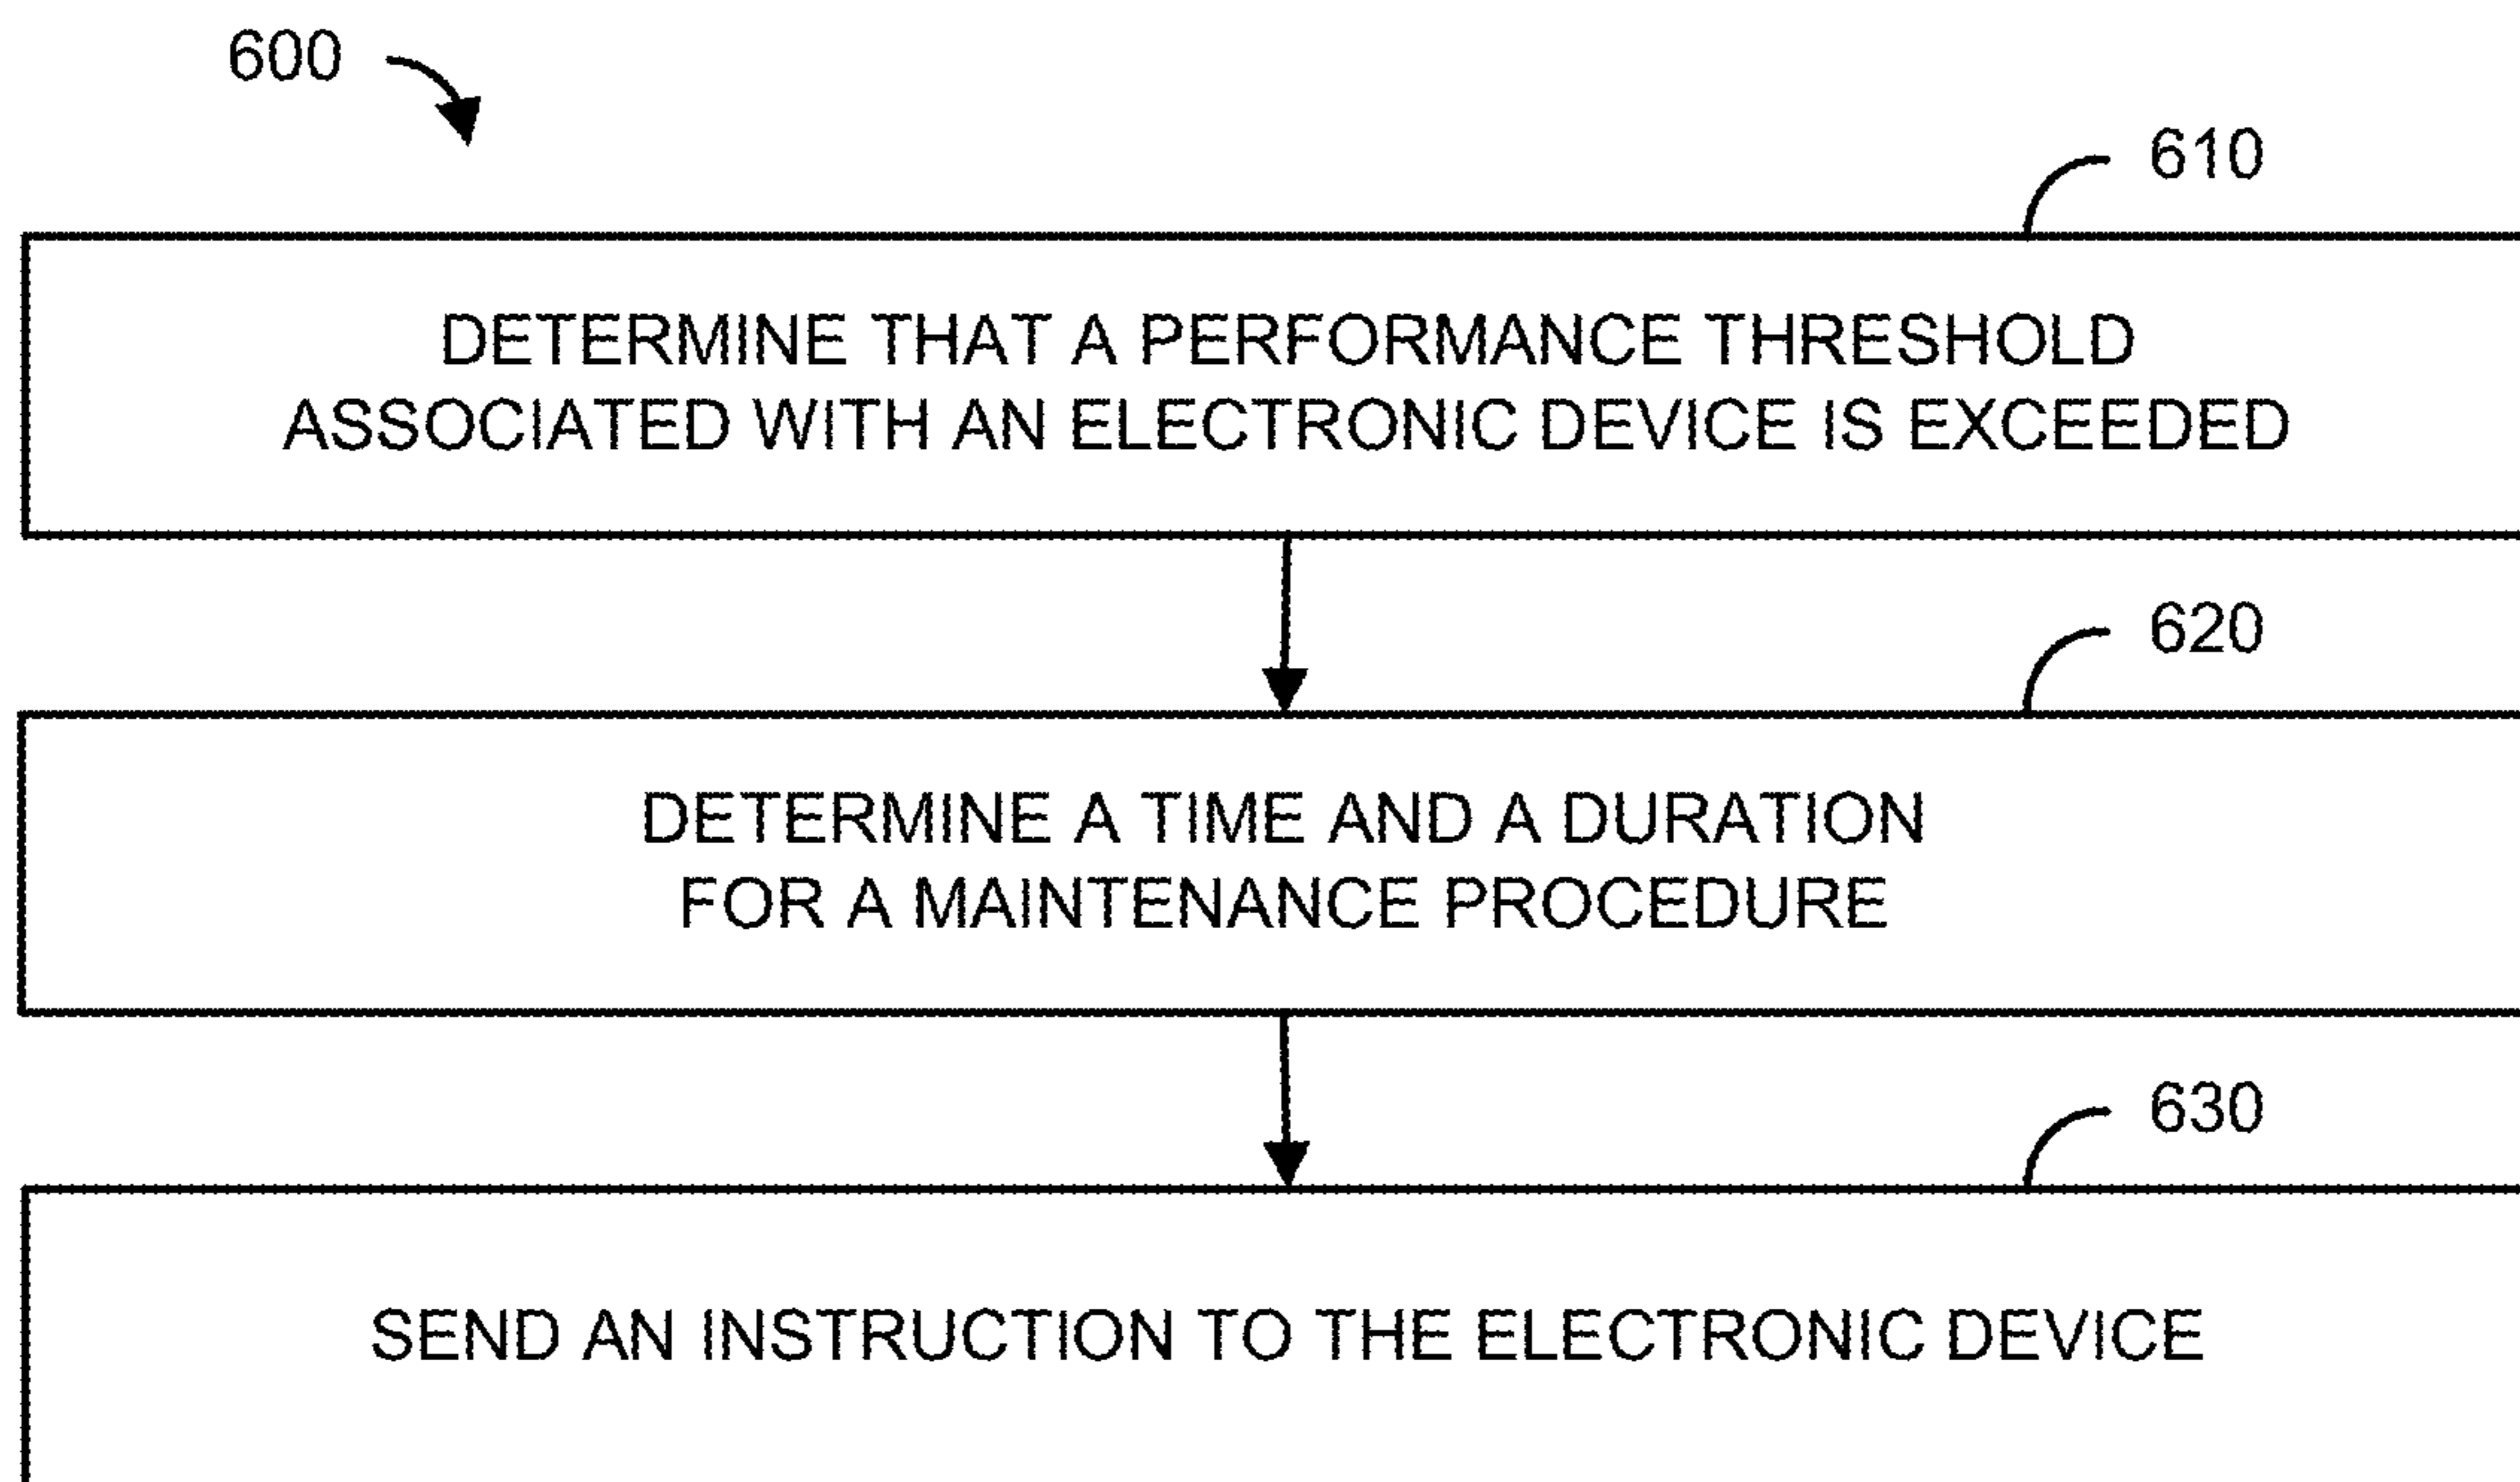 600
610
DETERMINE THAT A PERFORMANCE THRESHOLD
ASSOCIATED WITH AN ELECTRONIC DEVICE IS EXCEEDED
620
DETERMINE A TIME AND A DURATION
FOR A MAINTENANCE PROCEDURE
630
SEND AN INSTRUCTION TO THE ELECTRONIC DEVICE